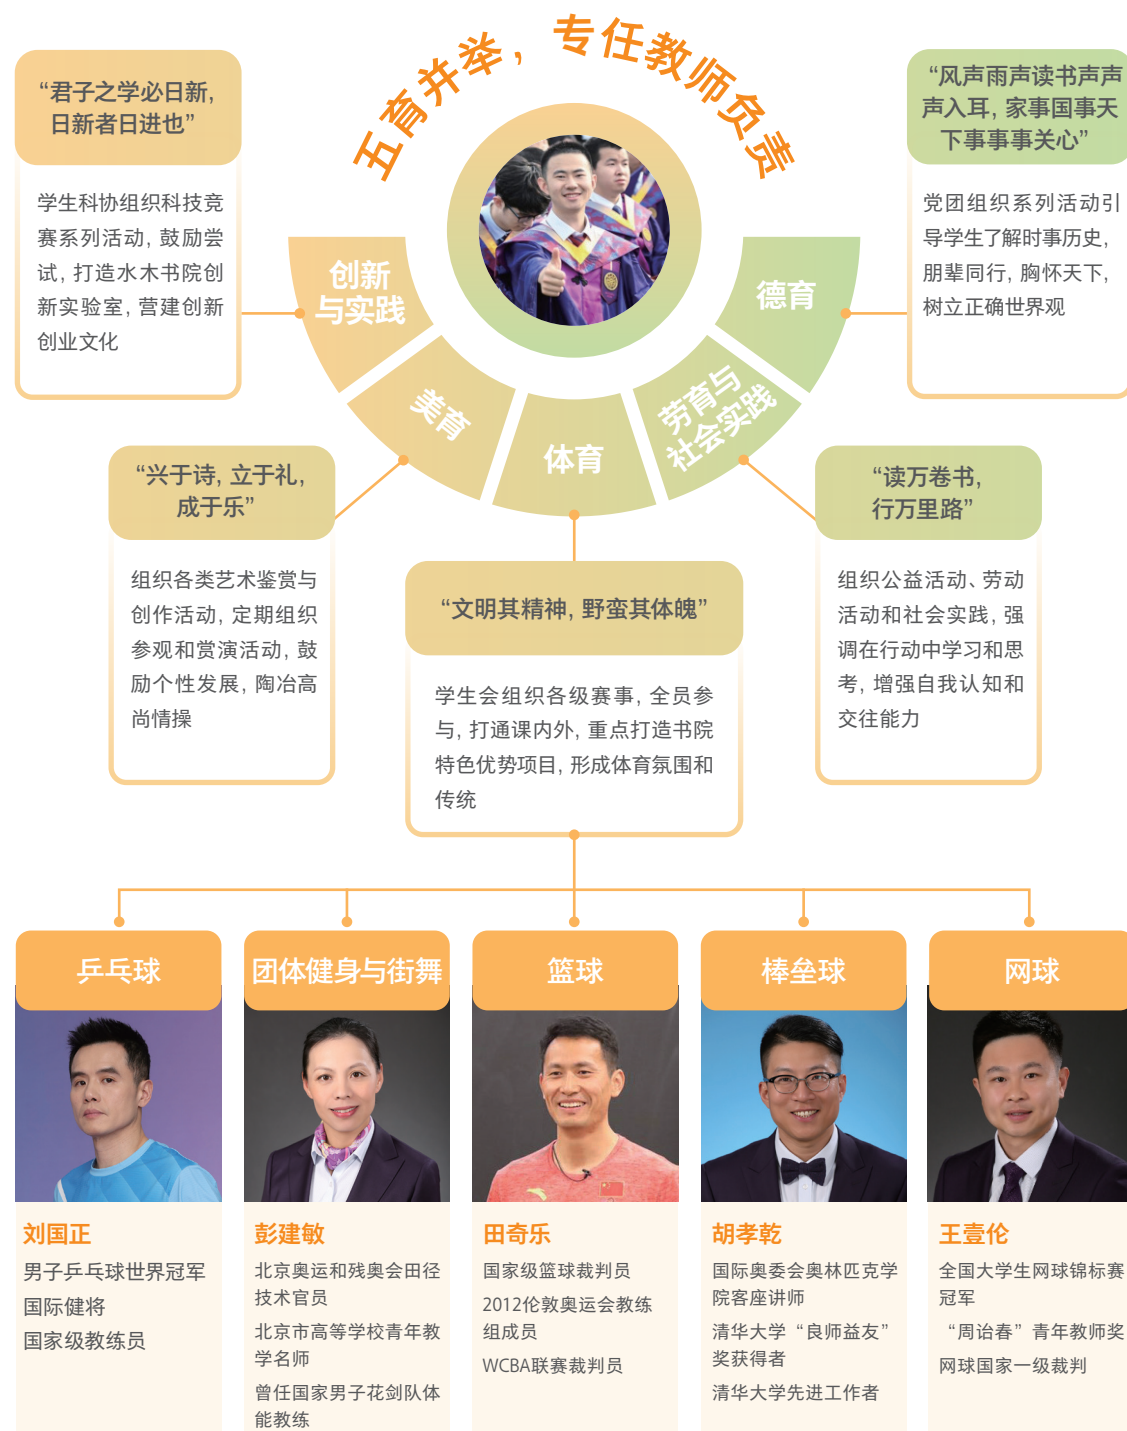 五育并举，专任教师负责
“君子之学必日新，
日新者日进也”
学生科协组织科技竞
赛系列活动，鼓励尝
试，打造水木书院创
新实验室，营建创新
创业文化
“风声雨声读书声声
声入耳，家事国事天
下事事事关心”
党团组织系列活动引
导学生了解时事历史，
朋辈同行，胸怀天下，
树立正确世界观
创新
与实践
美育
体育
劳育与
社会实践
德育
“兴于诗，立于礼，
成于乐”
组织各类艺术鉴赏与
创作活动，定期组织
参观和赏演活动，鼓
励个性发展，陶冶高
尚情操
“文明其精神，野蛮其体魄”
学生会组织各级赛事，全员参
与，打通课内外，重点打造书院
特色优势项目，形成体育氛围和
传统
“读万卷书，
行万里路”
组织公益活动、劳动
活动和社会实践，强
调在行动中学习和思
考，增强自我认知和
交往能力
乒乓球
刘国正
男子乒乓球世界冠军
国际健将
国家级教练员
团体健身与街舞
彭建敏
北京奥运和残奥会田径
技术官员
北京市高等学校青年教
学名师
曾任国家男子花剑队体
能教练
篮球
田奇乐
国家级篮球裁判员
2012伦敦奥运会教练
组成员
WCBA联赛裁判员
棒垒球
胡孝乾
国际奥委会奥林匹克学
院客座讲师
清华大学“良师益友”
奖获得者
清华大学先进工作者
网球
王壹伦
全国大学生网球锦标赛
冠军
“周诒春”青年教师奖
网球国家一级裁判